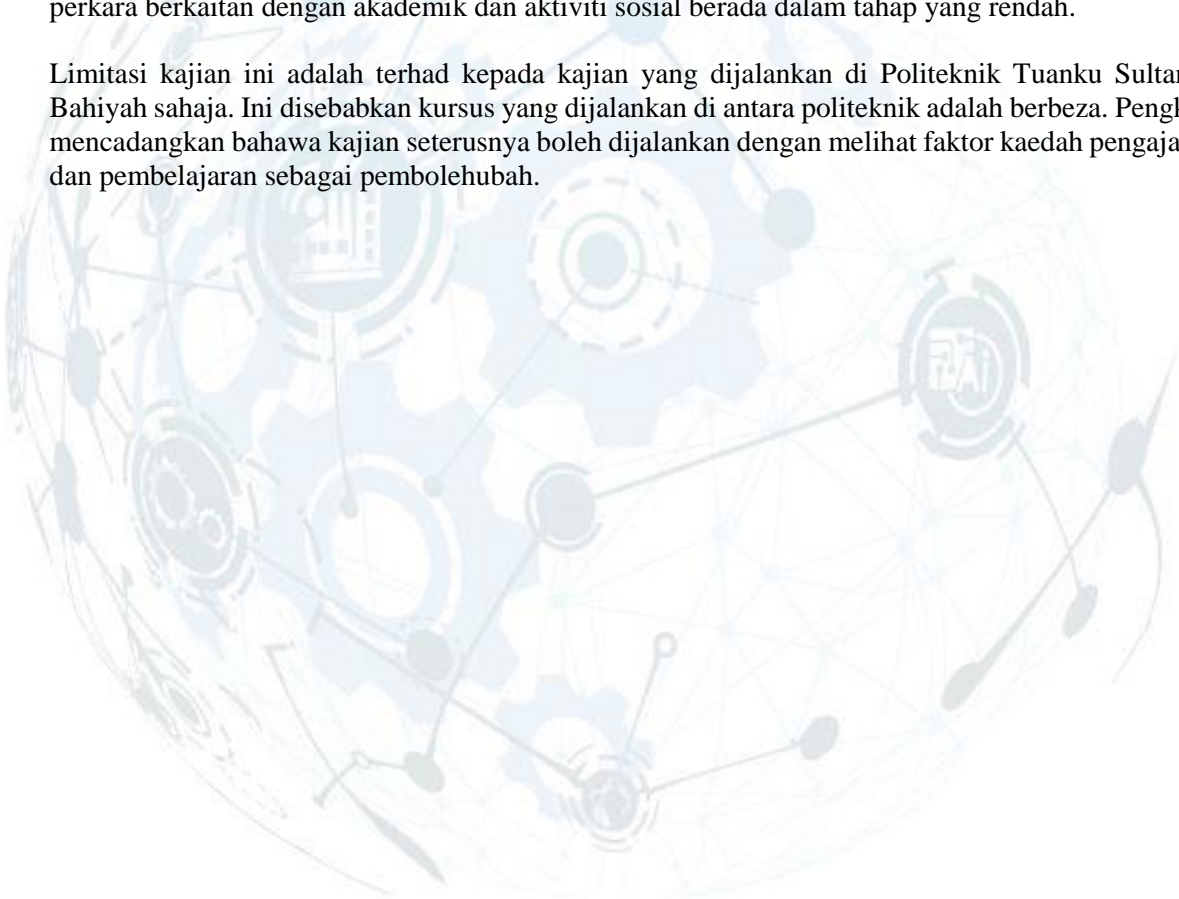 perkara berkaitan dengan akademik dan aktiviti sosial berada dalam tahap yang rendah.
Limitasi kajian ini adalah terhad kepada kajian yang dijalankan di Politeknik Tuanku
Bahiyah sahaja. Ini disebabkan kursus yang dijalankan di antara politeknik adalah berbeza.
mencadangkan bahawa kajian seterusnya boleh dijalankan dengan melihat faktor kaedah
dan pembelajaran sebagai pembolehubah.